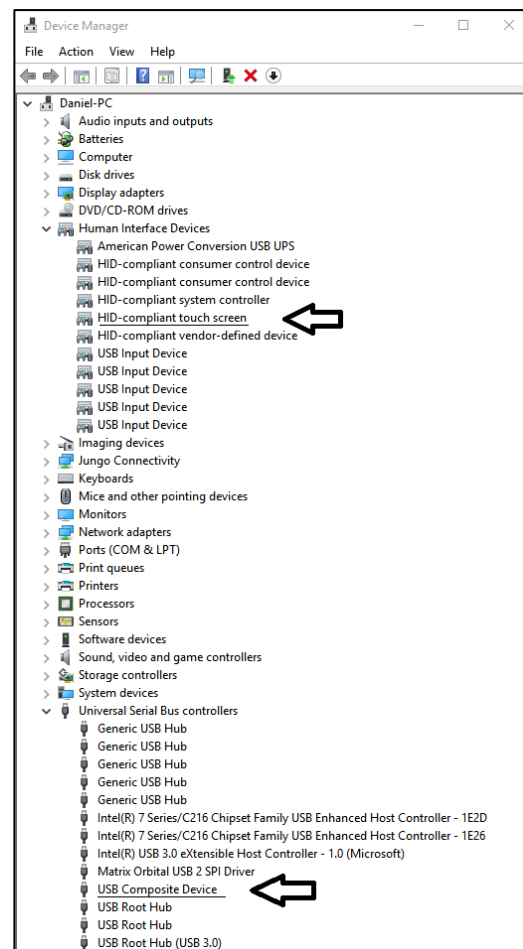 Device Manager
File Action View Help
Daniel-PC
Audio inputs and outputs
Batteries
Computer
Disk drives
Display adapters
DVD/CD-ROM drives
Human Interface Devices
American Power Conversion USB UPS
HID-compliant consumer control device
HID-compliant consumer control device
HID-compliant system controller
HID-compliant touch screen
HID-compliant vendor-defined device
USB Input Device
USB Input Device
USB Input Device
USB Input Device
USB Input Device
Imaging devices
Jungo Connectivity
Keyboards
Mice and other pointing devices
Monitors
Network adapters
Ports (COM & LPT)
Print queues
Printers
Processors
Sensors
Software devices
Sound, video and game controllers
Storage controllers
System devices
Universal Serial Bus controllers
Generic USB Hub
Generic USB Hub
Generic USB Hub
Generic USB Hub
Generic USB Hub
Intel(R) 7 Series/C216 Chipset Family USB Enhanced Host Controller - 1E2D
Intel(R) 7 Series/C216 Chipset Family USB Enhanced Host Controller - 1E26
Intel(R) USB 3.0 eXtensible Host Controller - 1.0 (Microsoft)
Matrix Orbital USB 2 SPI Driver
USB Composite Device
USB Root Hub
USB Root Hub
USB Root Hub (USB 3.0)